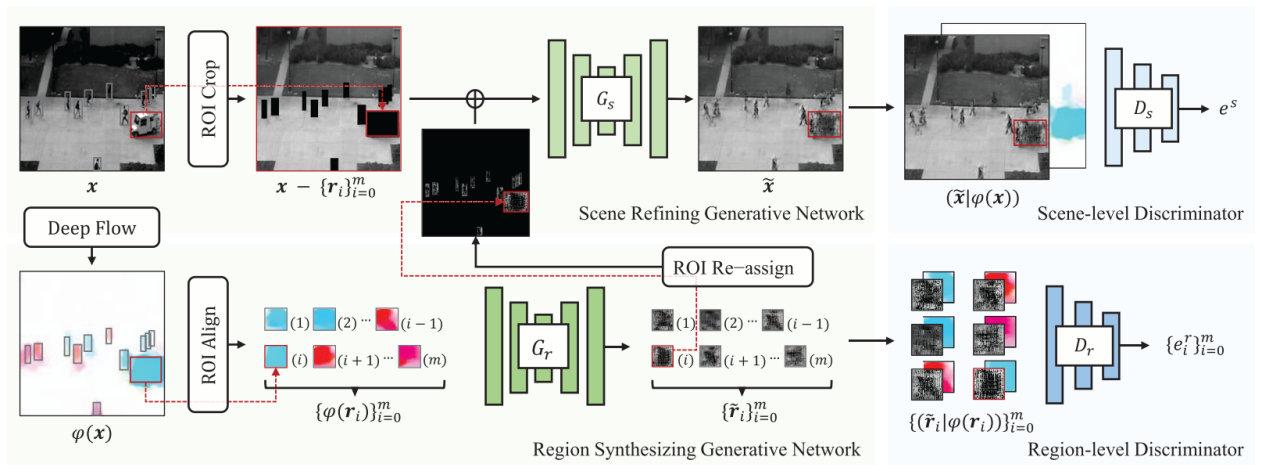 ROI Crop
G_s
D_s
e^s
x
x − {r_i}_{i=0}^m
x̃
(x̃|φ(x))
Scene Refining Generative Network
Scene-level Discriminator
Deep Flow
ROI Re−assign
ROI Align
(1) (2) ··· (i−1)
(i) (i+1) ··· (m)
G_r
(1) (2) ··· (i−1)
(i) (i+1) ··· (m)
D_r
{e_i^r}_{i=0}^m
φ(x)
{φ(r_i)}_{i=0}^m
{r̃_i}_{i=0}^m
{(r̃_i|φ(r_i))}_{i=0}^m
Region Synthesizing Generative Network
Region-level Discriminator